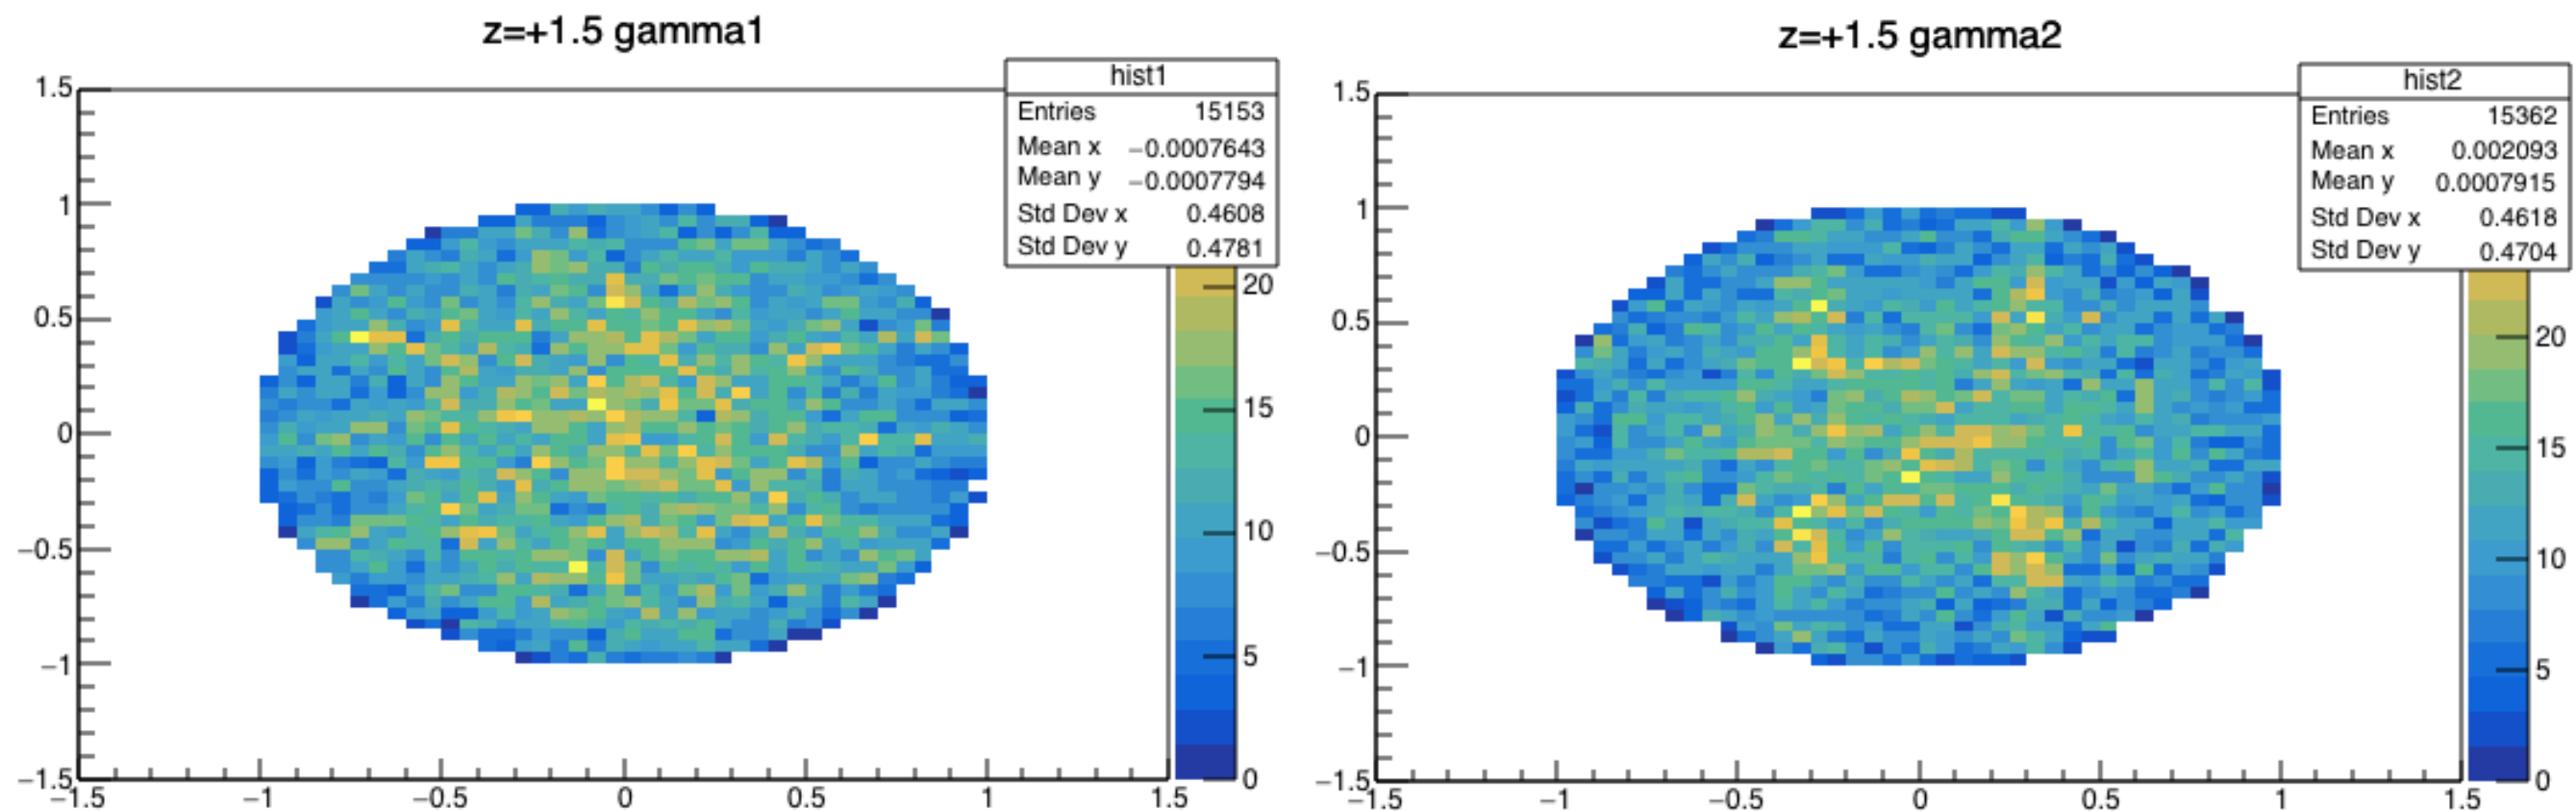 z=+1.5 gamma1
hist1
Entries 15153
Mean x −0.0007643
Mean y −0.0007794
Std Dev x 0.4608
Std Dev y 0.4781
1.5
1
0.5
0
−0.5
−1
−1.5
−1.5 −1 −0.5 0 0.5 1 1.5
20
15
10
5
0
z=+1.5 gamma2
hist2
Entries 15362
Mean x 0.002093
Mean y 0.0007915
Std Dev x 0.4618
Std Dev y 0.4704
1.5
1
0.5
0
−0.5
−1
−1.5
−1.5 −1 −0.5 0 0.5 1 1.5
20
15
10
5
0